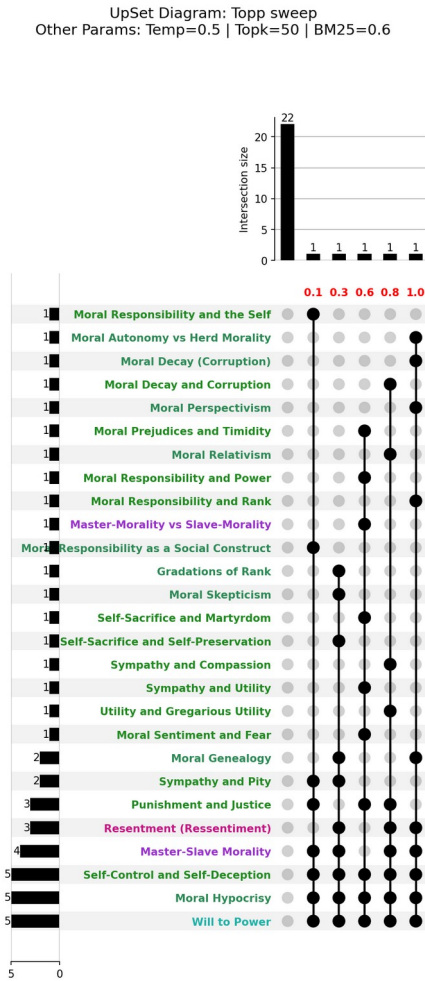 UpSet Diagram: Topp sweep
Other Params: Temp=0.5 | Topk=50 | BM25=0.6
22
20
15
10
5
0
Intersection size
1 1 1 1 1
0.1 0.3 0.6 0.8 1.0
1 Moral Responsibility and the Self
1 Moral Autonomy vs Herd Morality
1 Moral Decay (Corruption)
1 Moral Decay and Corruption
1 Moral Perspectivism
1 Moral Prejudices and Timidity
1 Moral Relativism
1 Moral Responsibility and Power
1 Moral Responsibility and Rank
1 Master-Morality vs Slave-Morality
1 Moral Responsibility as a Social Construct
1 Gradations of Rank
1 Moral Skepticism
1 Self-Sacrifice and Martyrdom
1 Self-Sacrifice and Self-Preservation
1 Sympathy and Compassion
1 Sympathy and Utility
1 Utility and Gregarious Utility
1 Moral Sentiment and Fear
2 Moral Genealogy
2 Sympathy and Pity
3 Punishment and Justice
3 Resentment (Ressentiment)
4 Master-Slave Morality
5 Self-Control and Self-Deception
5 Moral Hypocrisy
5 Will to Power
5 0